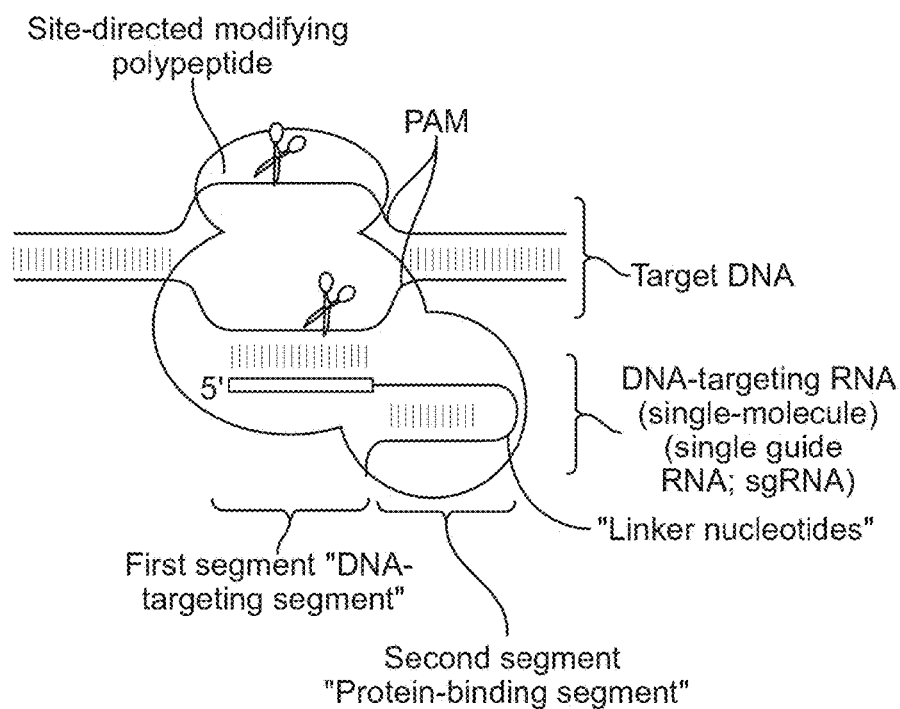 Site-directed modifying
polypeptide
PAM
Target DNA
5'
DNA-targeting RNA
(single-molecule)
(single guide
RNA; sgRNA)
"Linker nucleotides"
First segment "DNA-
targeting segment"
Second segment
"Protein-binding segment"